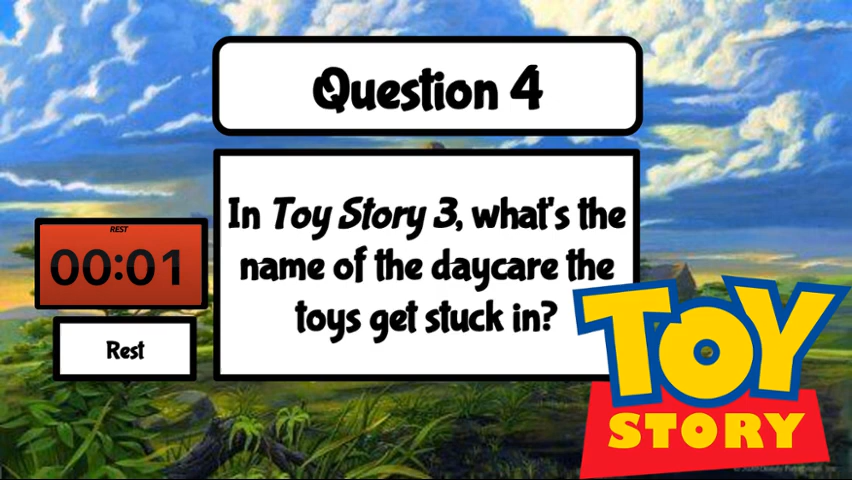 Question 4
In Toy Story 3, what's the
name of the daycare the
toys get stuck in?
REST
00:01
Rest
TOY
STORY